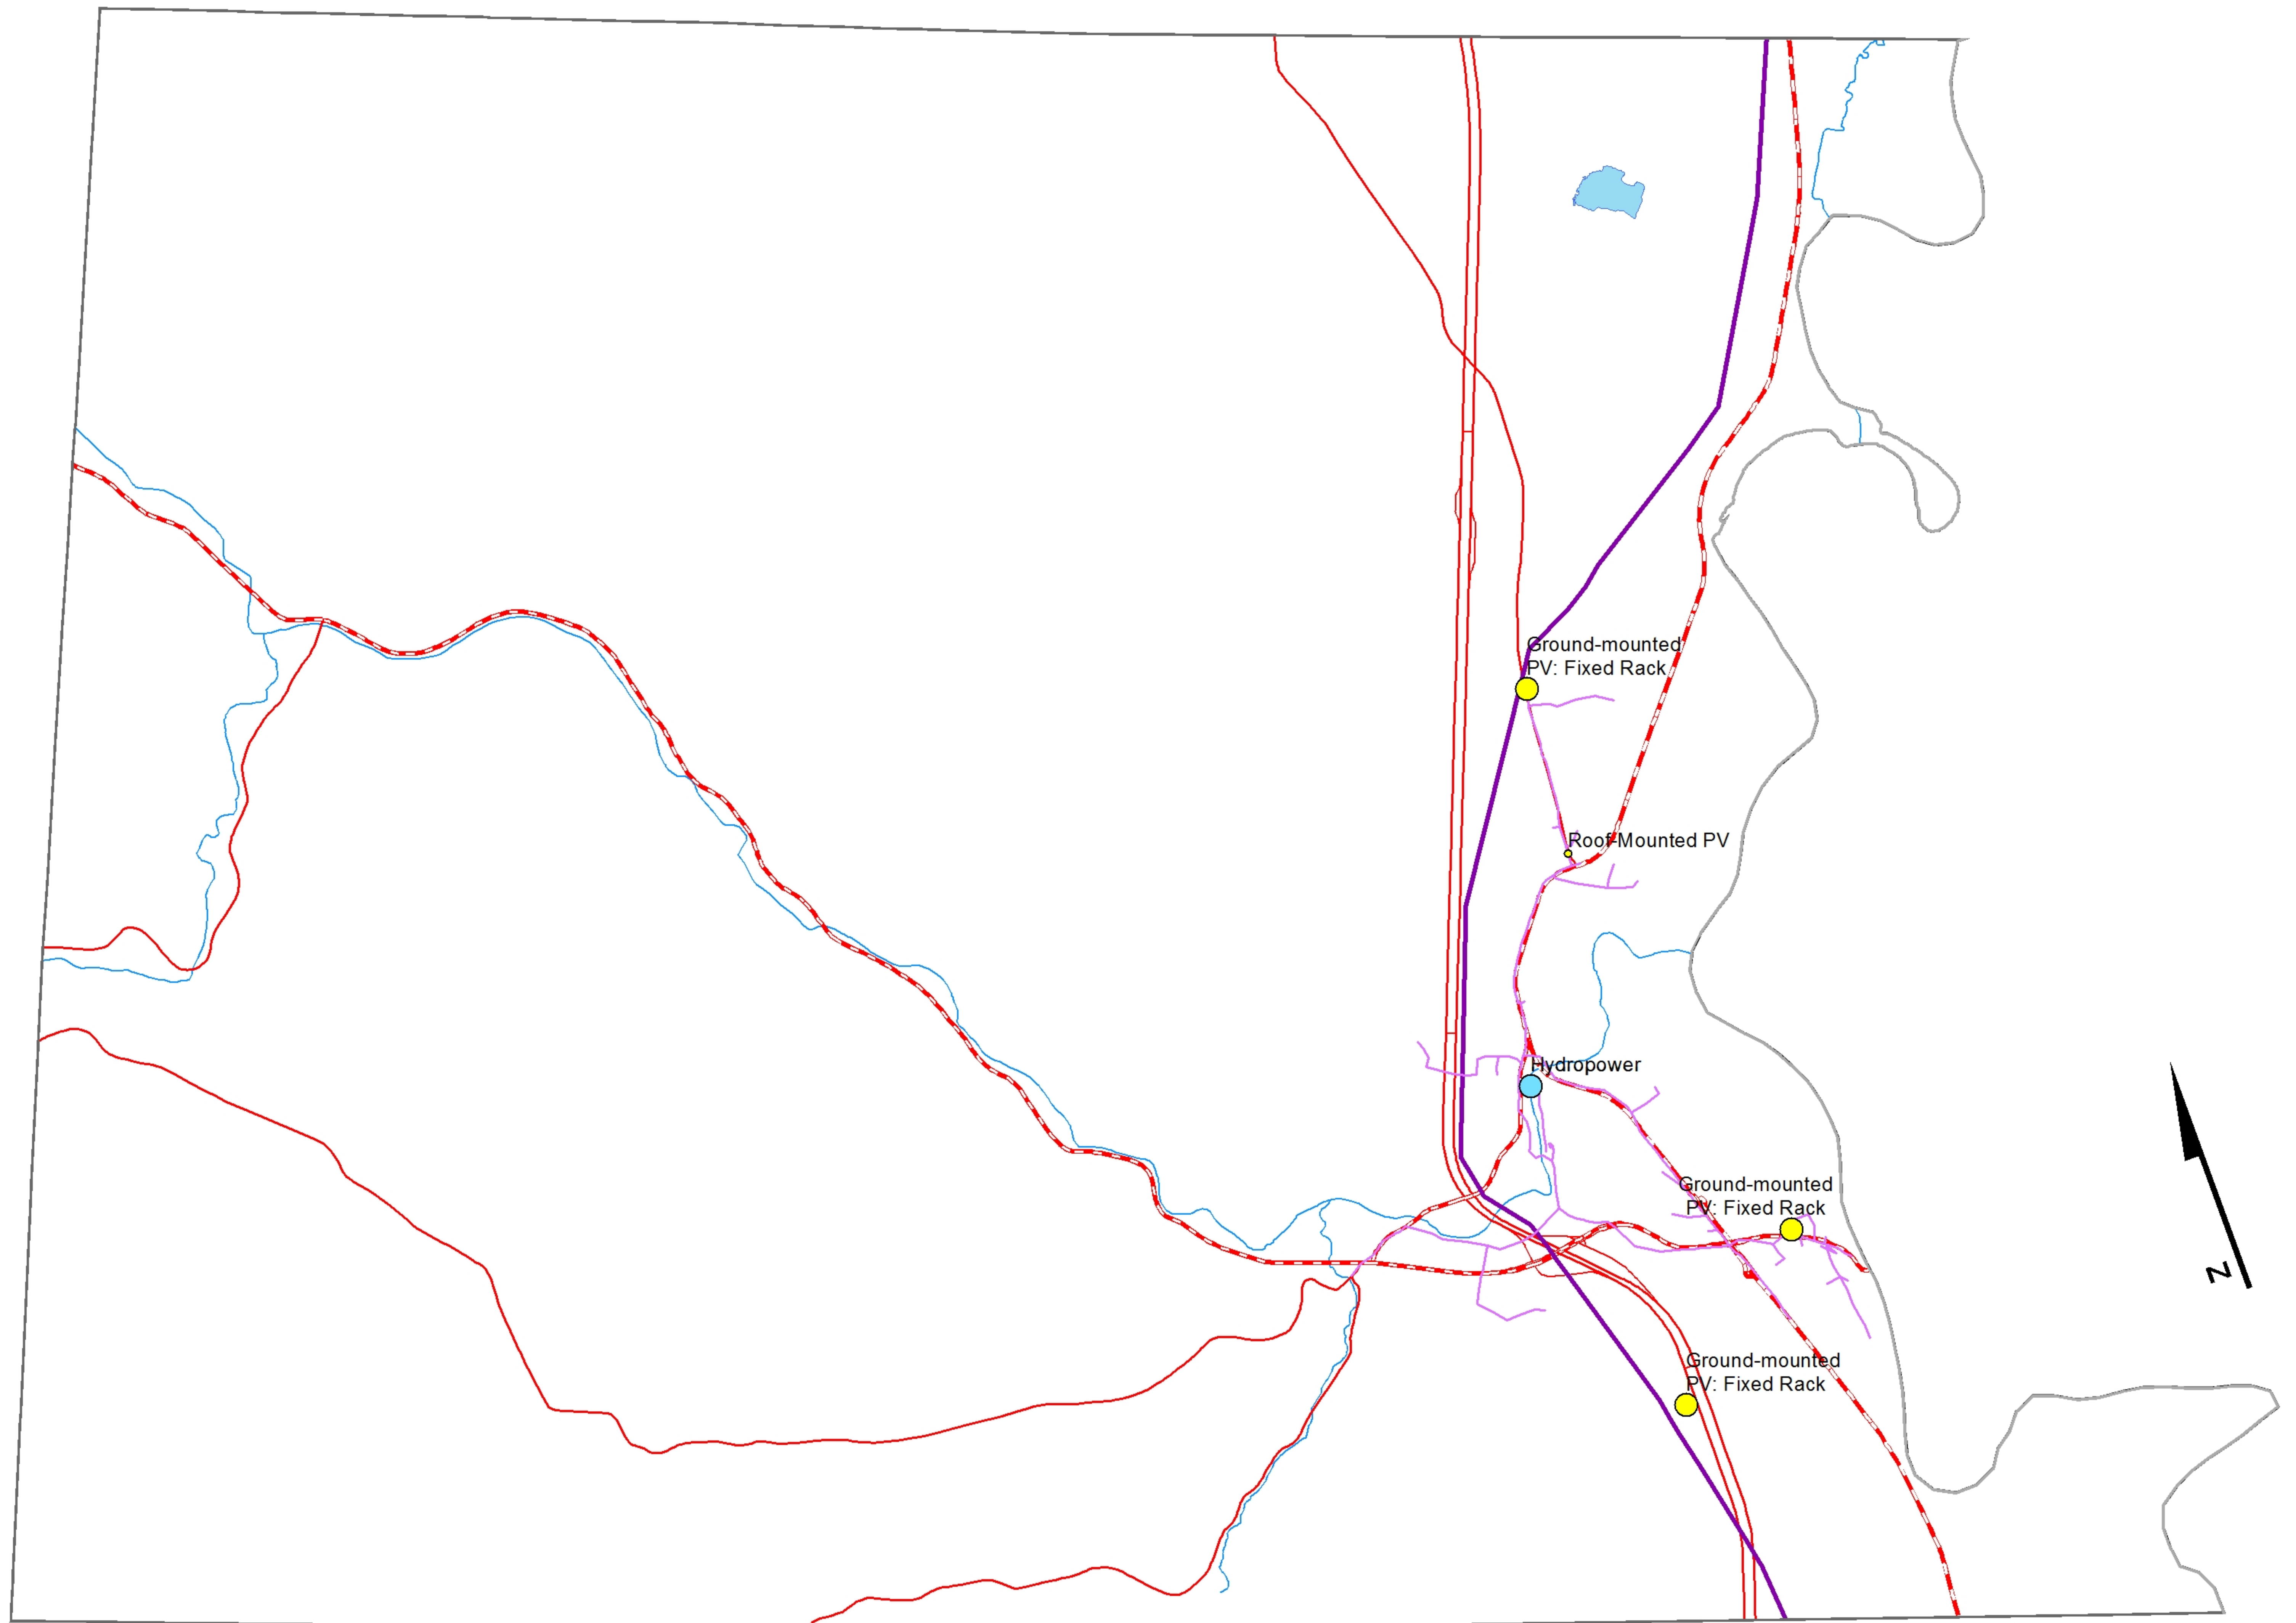 Ground-mounted
PV: Fixed Rack
Roof-Mounted PV
Hydropower
Ground-mounted
PV: Fixed Rack
Ground-mounted
PV: Fixed Rack
N